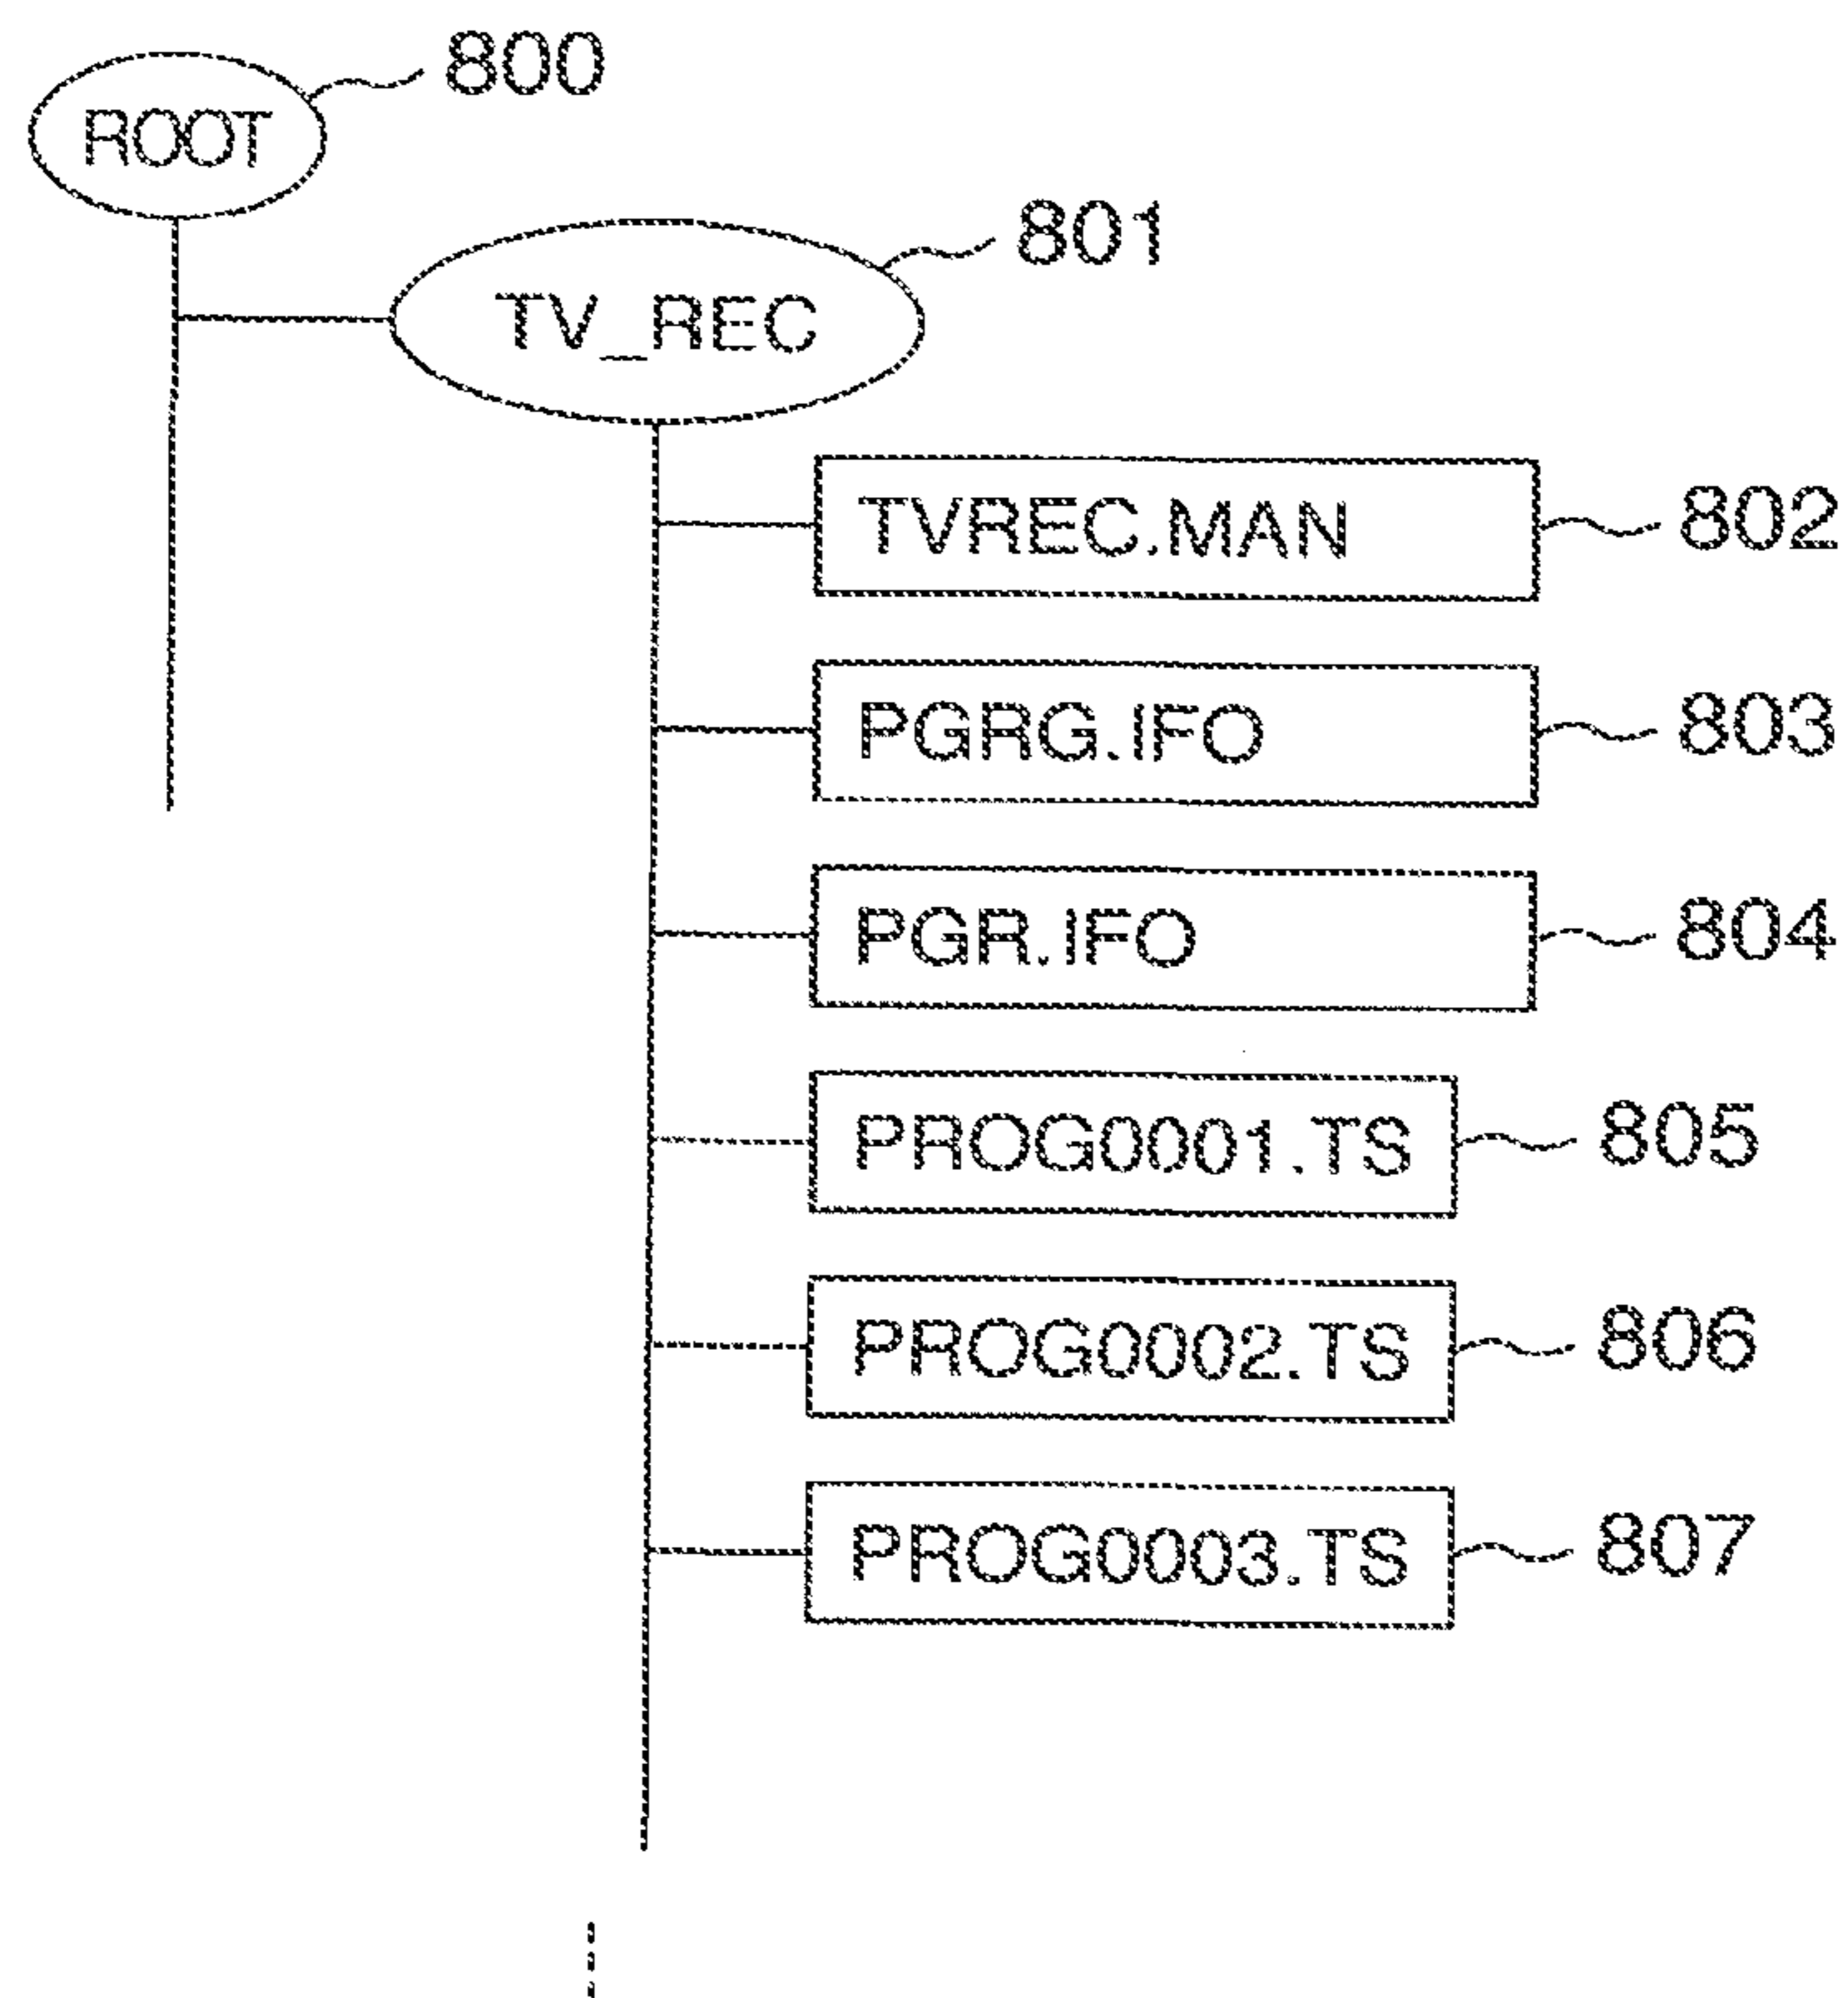 800
ROOT
801
TV_REC
TVREC.MAN 802
PGRG.IFO 803
PGR.IFO 804
PROG0001.TS 805
PROG0002.TS 806
PROG0003.TS 807